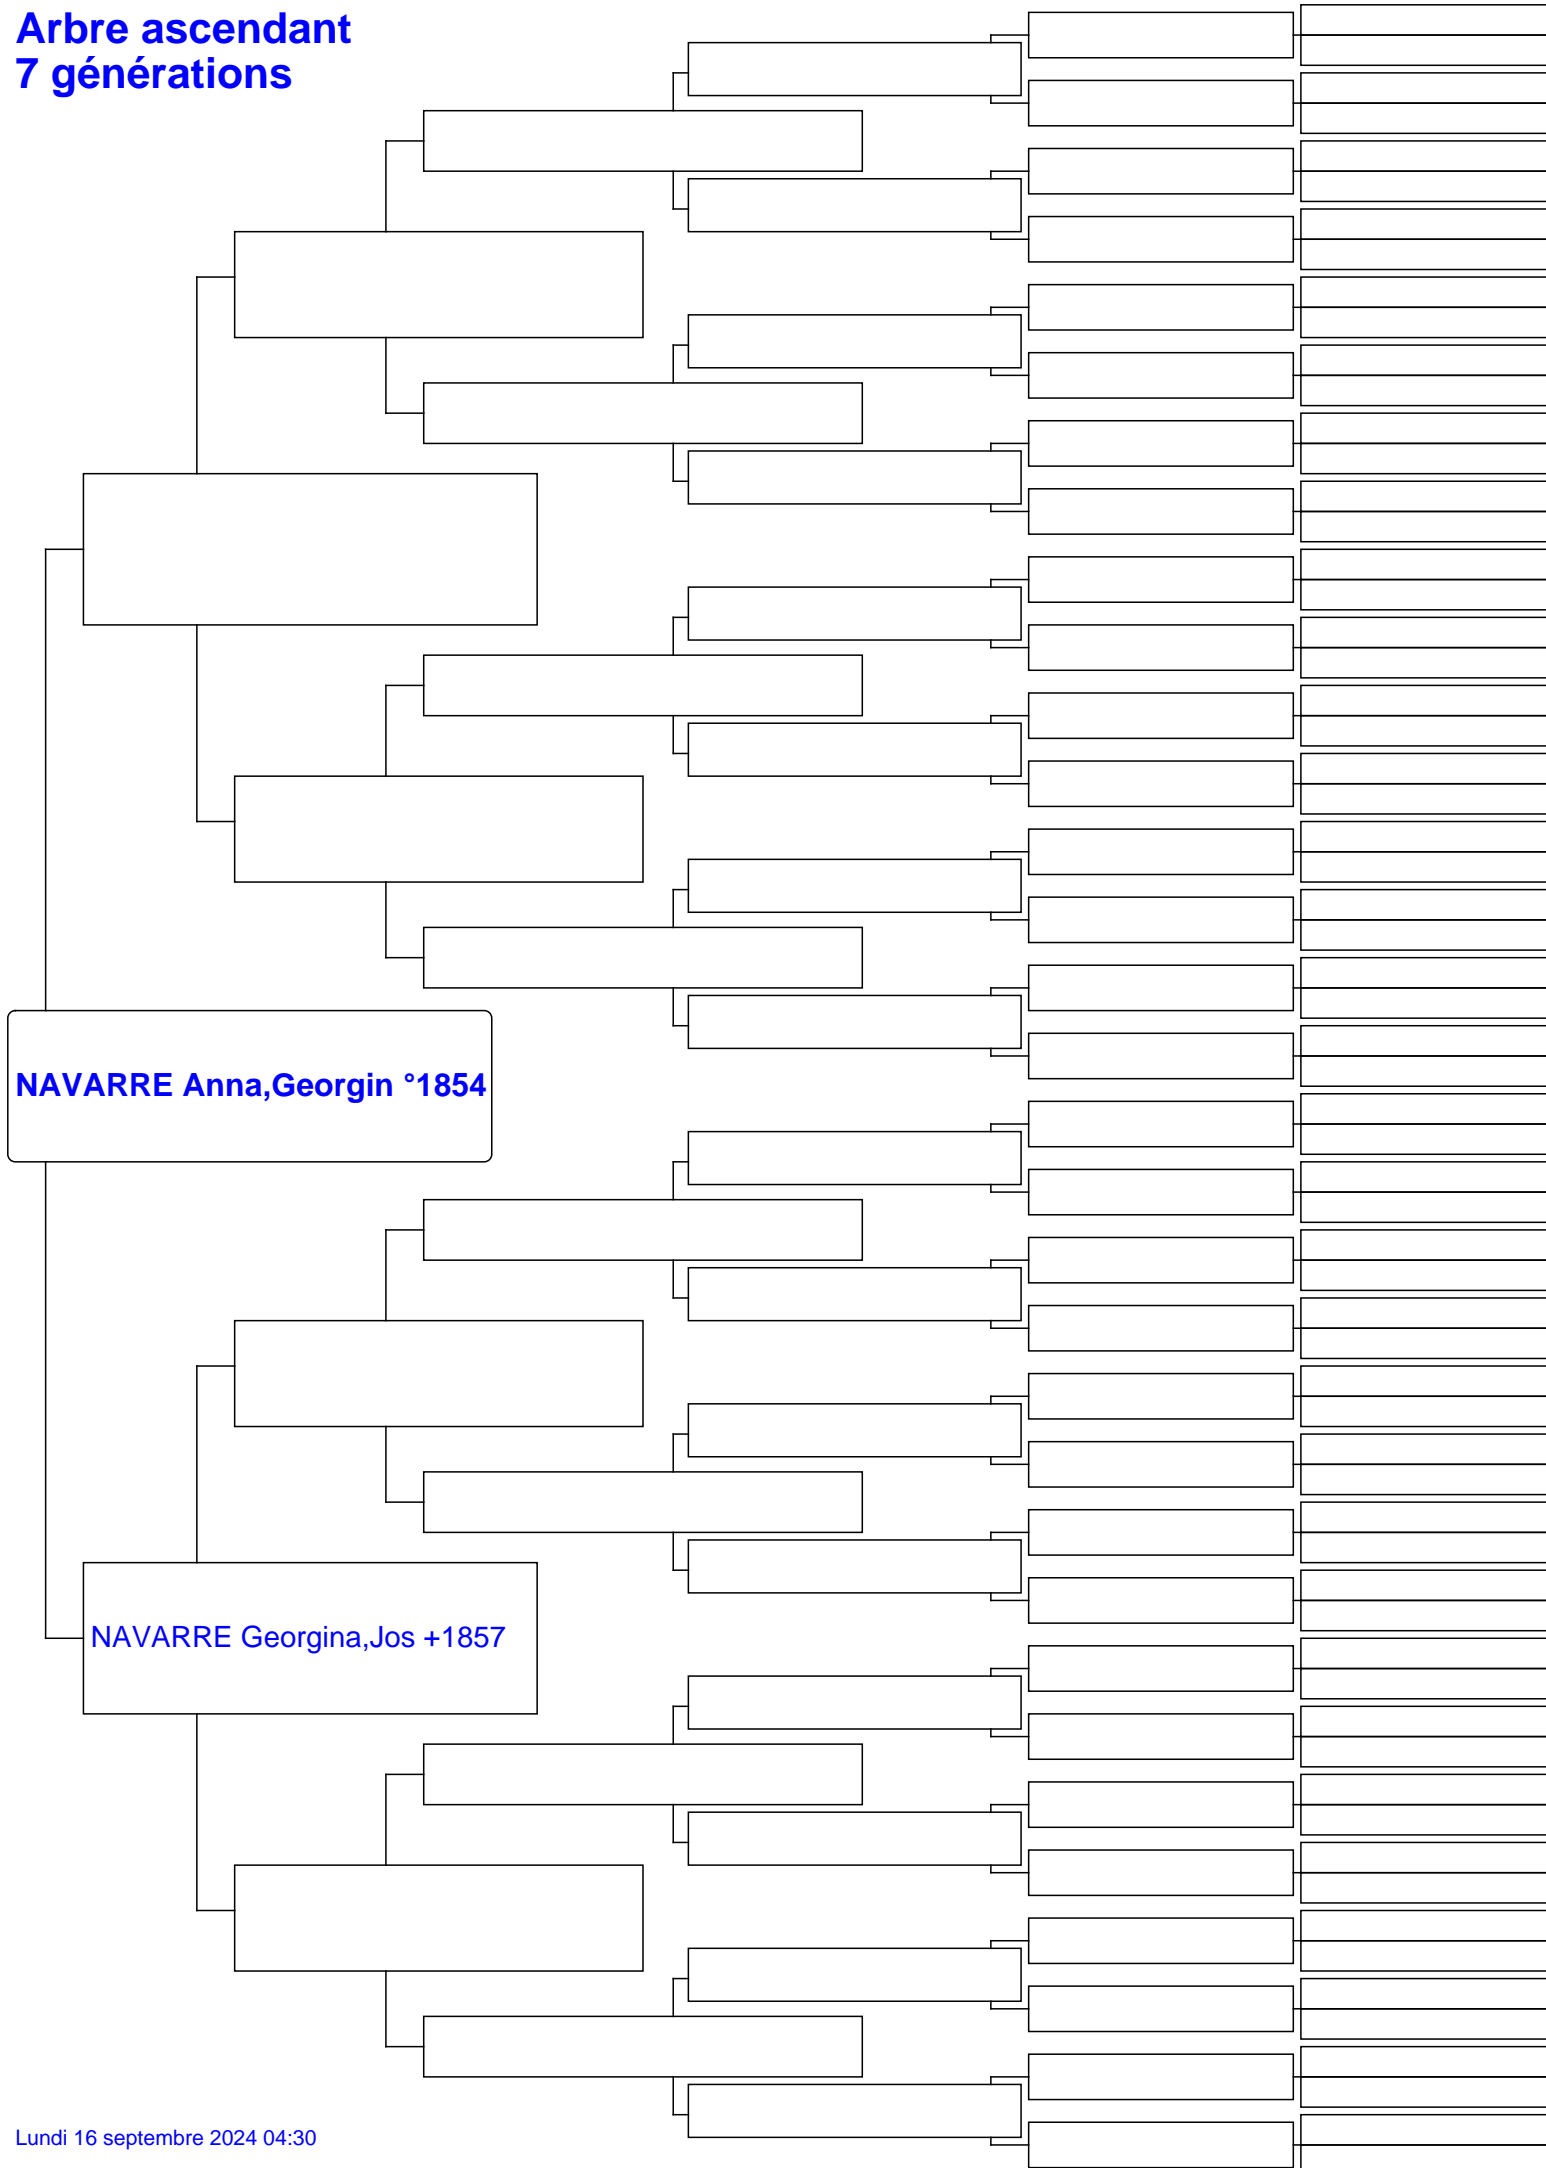 Arbre ascendant
7 générations
NAVARRE Anna,Georgin °1854
NAVARRE Georgina,Jos +1857
Lundi 16 septembre 2024 04:30